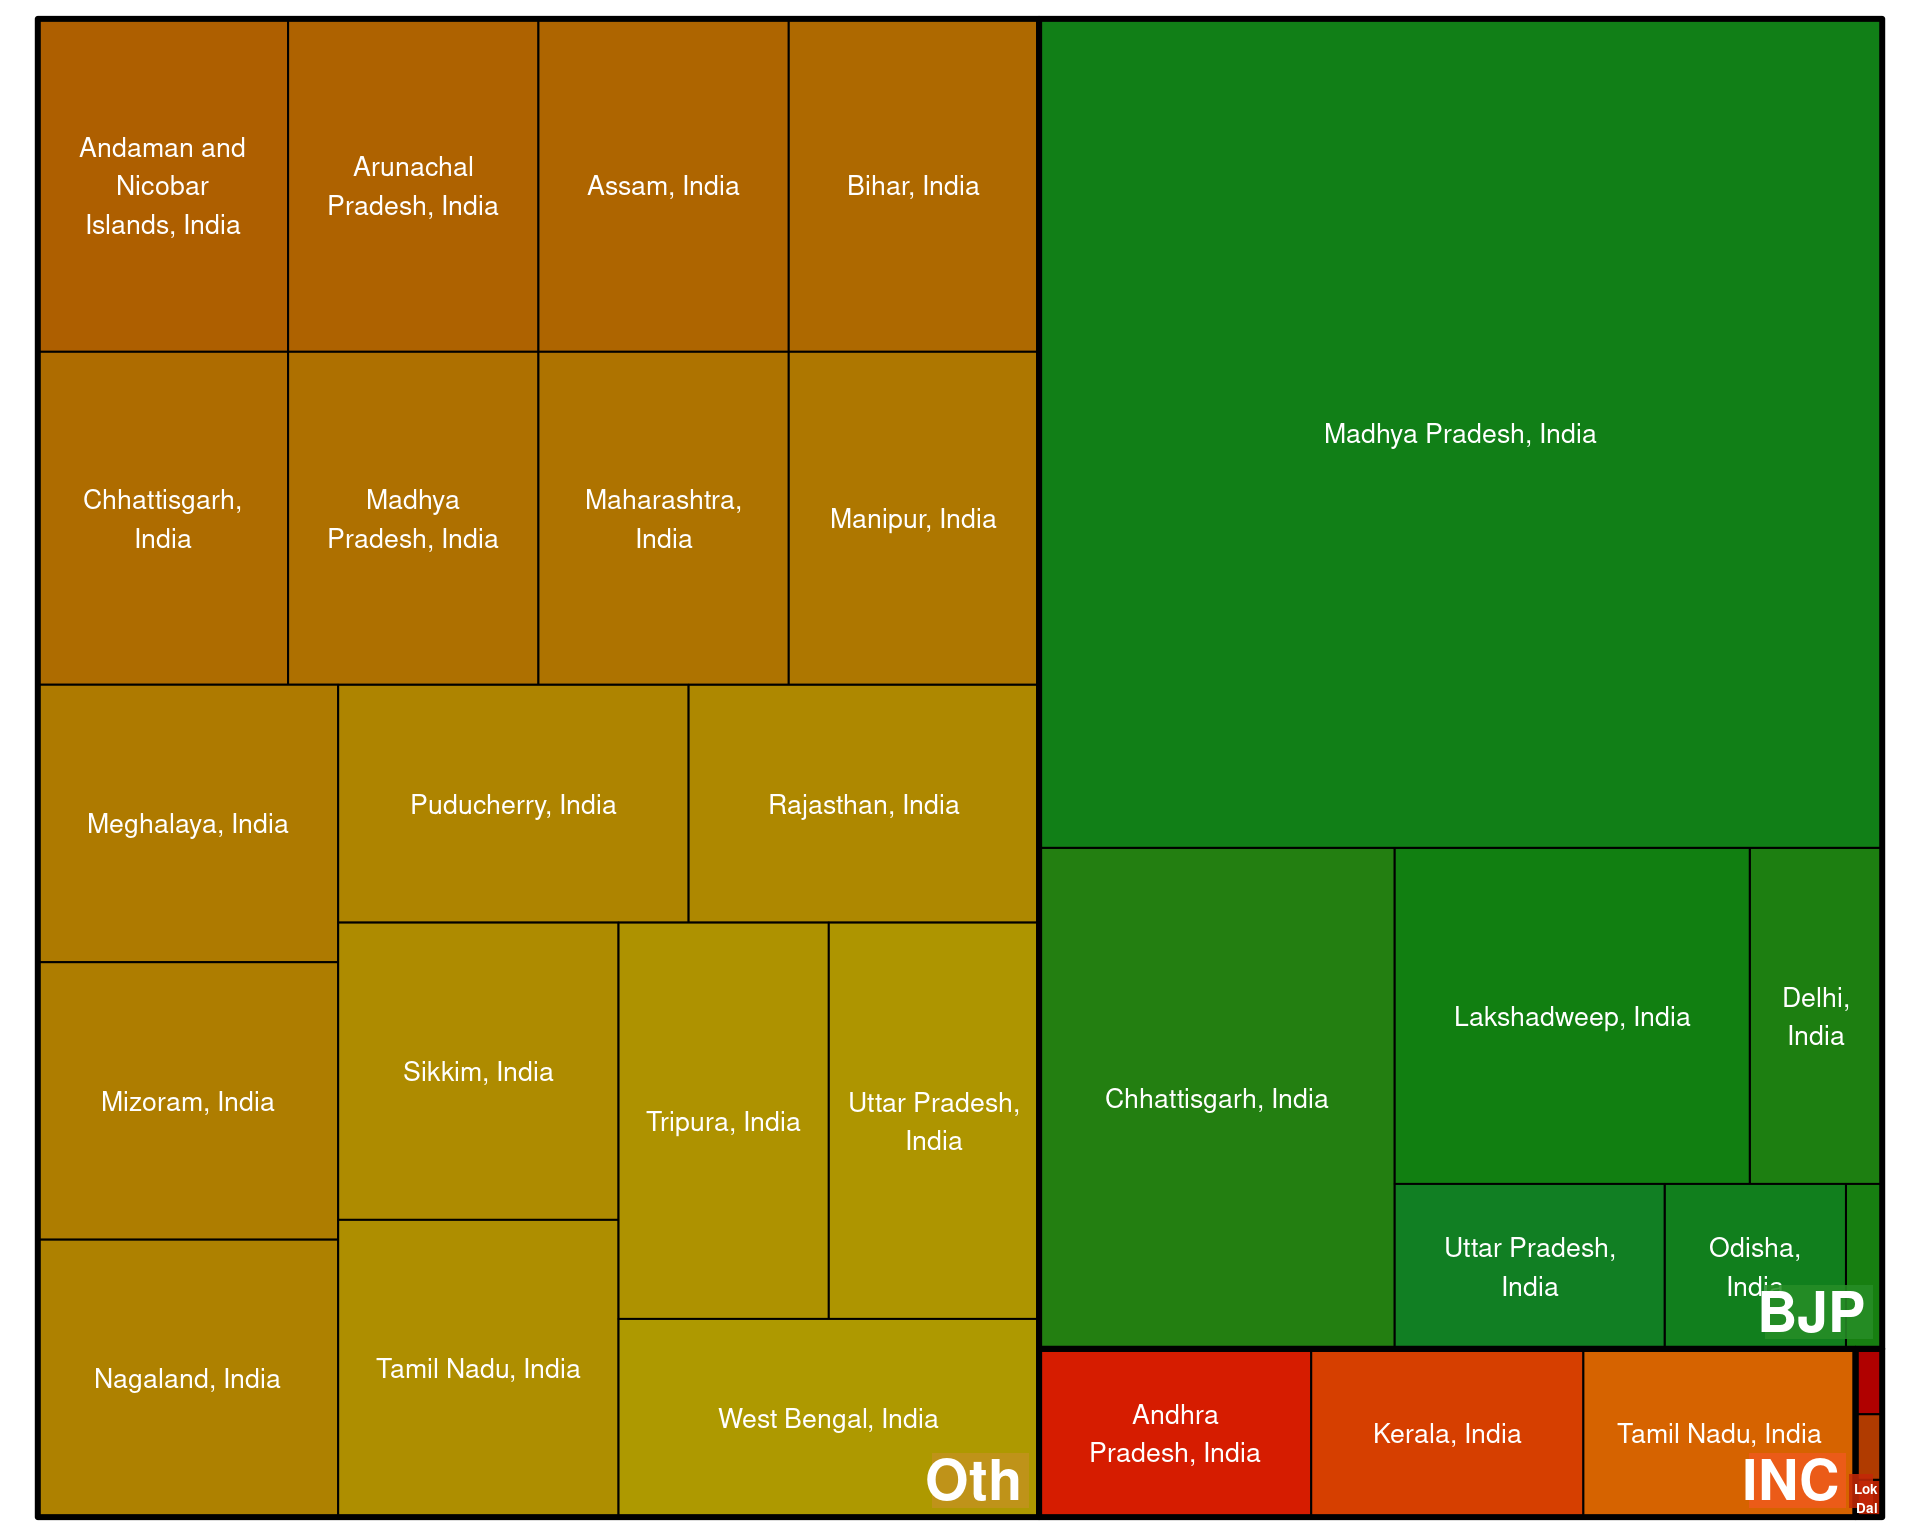 Andaman and
Nicobar
Islands, India
Arunachal
Pradesh, India
Assam, India
Bihar, India
Chhattisgarh,
India
Madhya
Pradesh, India
Maharashtra,
India
Manipur, India
Meghalaya, India
Puducherry, India
Rajasthan, India
Mizoram, India
Sikkim, India
Tripura, India
Uttar Pradesh,
India
Nagaland, India
Tamil Nadu, India
West Bengal, India
Oth
Madhya Pradesh, India
Chhattisgarh, India
Lakshadweep, India
Delhi,
India
Uttar Pradesh,
India
Odisha,
India
BJP
Andhra
Pradesh, India
Kerala, India
Tamil Nadu, India
INC
Lok
Dal